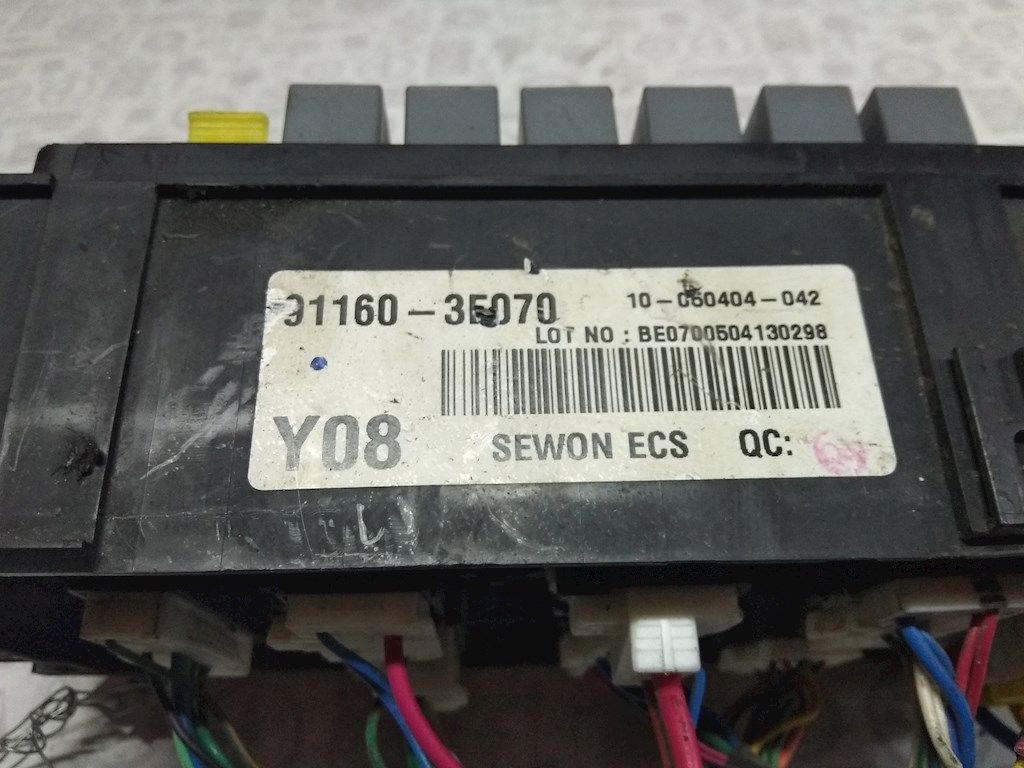 91160-3E070
10-060404-042
LOT NO : BE0700504130298
Y08
SEWON ECS QC: